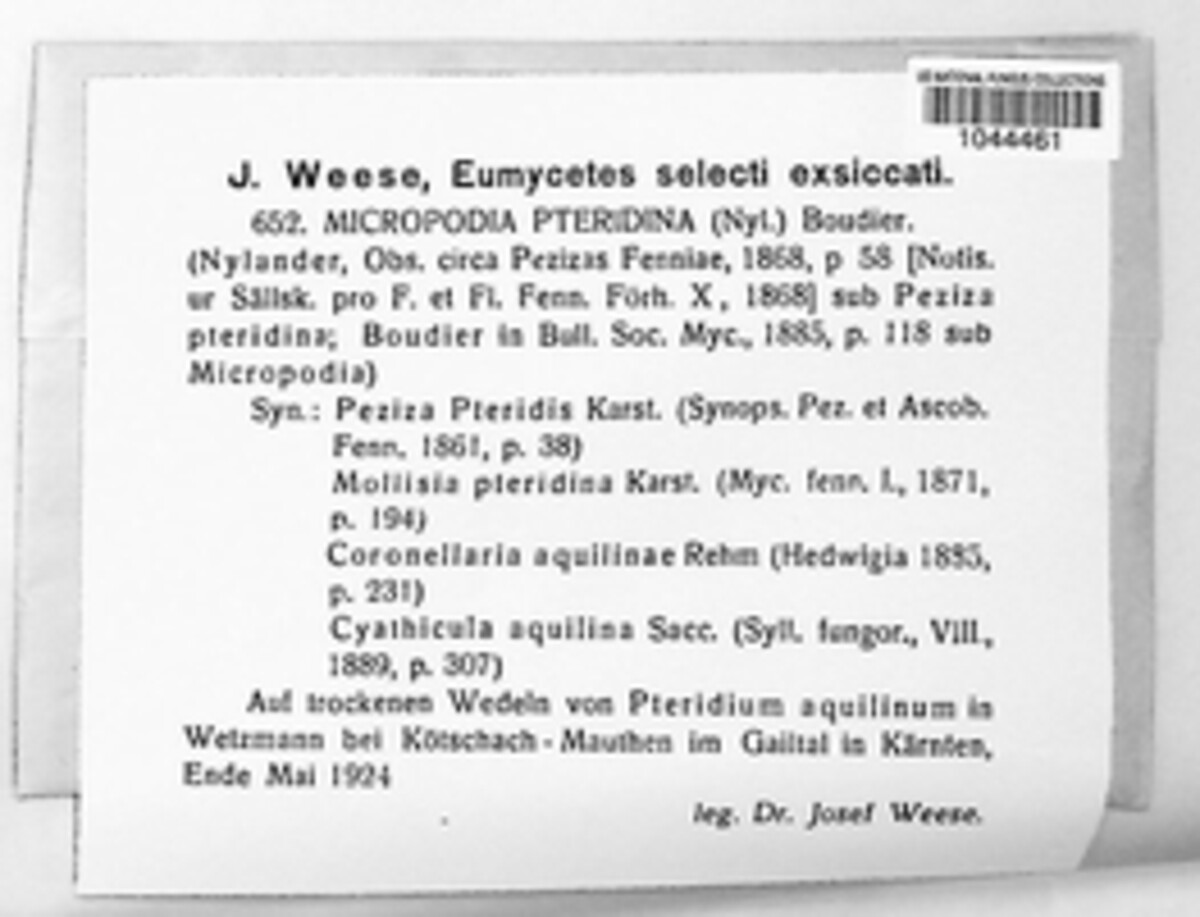 US NATIONAL FUNGUS COLLECTIONS
1044461
J. Weese, Eumycetes selecti exsiccati.
652. MICROPODIA PTERIDINA (Nyl.) Boudier.
(Nylander, Obs. circa Pezizas Fenniae, 1868, p 58 [Notis.
ur Sällsk. pro F. et Fl. Fenn. Förh. X, 1868] sub Peziza
pteridina; Boudier in Bull. Soc. Myc., 1885, p. 118 sub
Micropodia)
Syn.: Peziza Pteridis Karst. (Synops. Pez. et Ascob.
Fenn. 1861, p. 38)
Mollisia pteridina Karst. (Myc. fenn. I., 1871,
p. 194)
Coronellaria aquilinae Rehm (Hedwigia 1885,
p. 231)
Cyathicula aquilina Sacc. (Syll. fungor., VIII.,
1889, p. 307)
Auf trockenen Wedeln von Pteridium aquilinum in
Wetzmann bei Kötschach-Mauthen im Gailtal in Kärnten,
Ende Mai 1924
leg. Dr. Josef Weese.